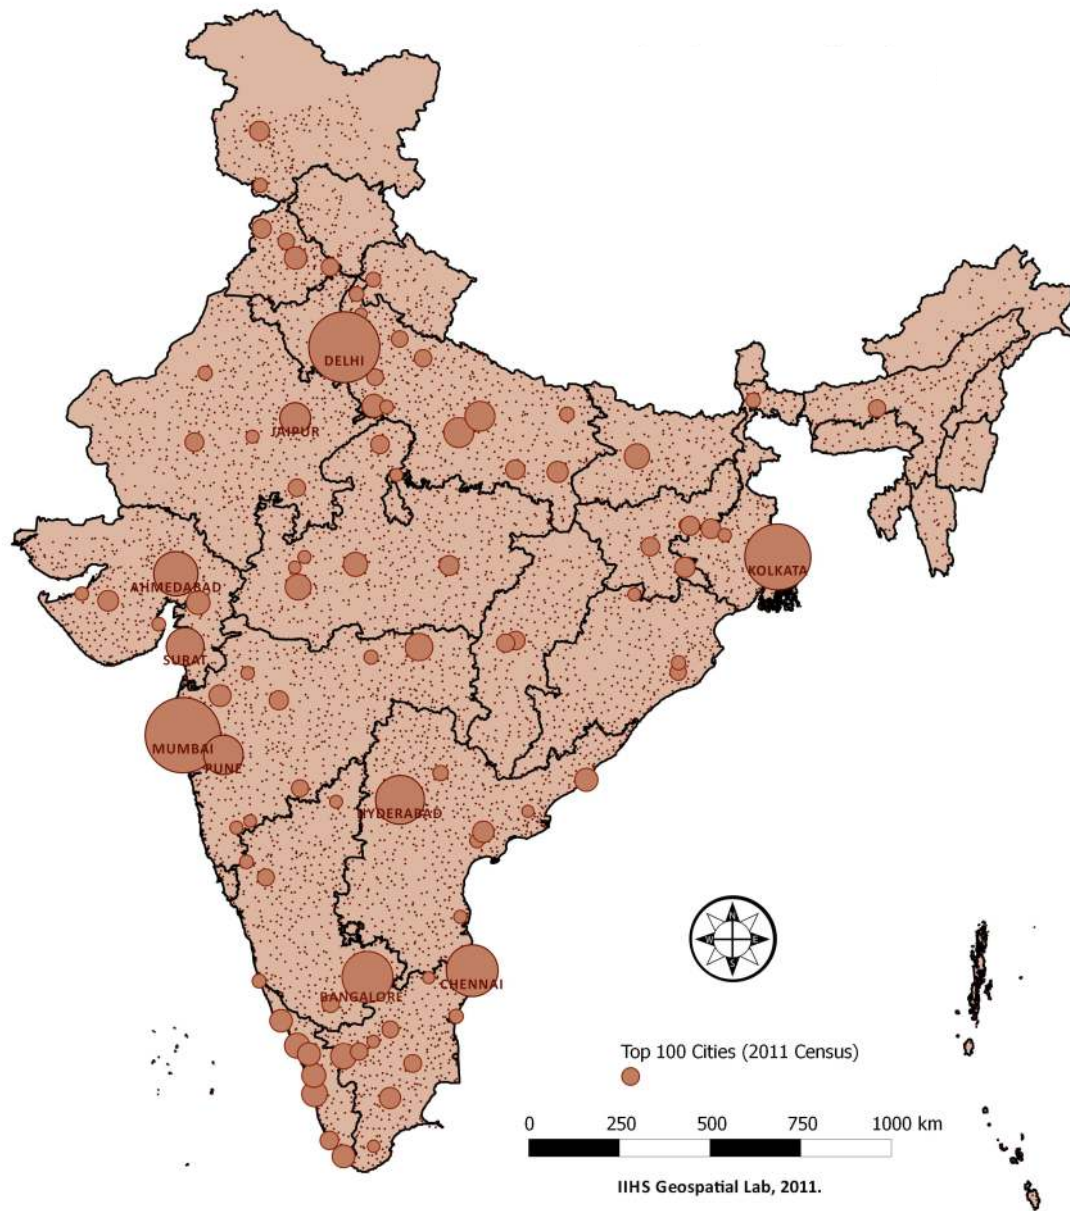 DELHI
JAIPUR
AHMEDABAD
KOLKATA
SURAT
MUMBAI
PUNE
HYDERABAD
N
W E
S
BANGALORE
CHENNAI
Top 100 Cities (2011 Census)
0 250 500 750 1000 km
IIHS Geospatial Lab, 2011.